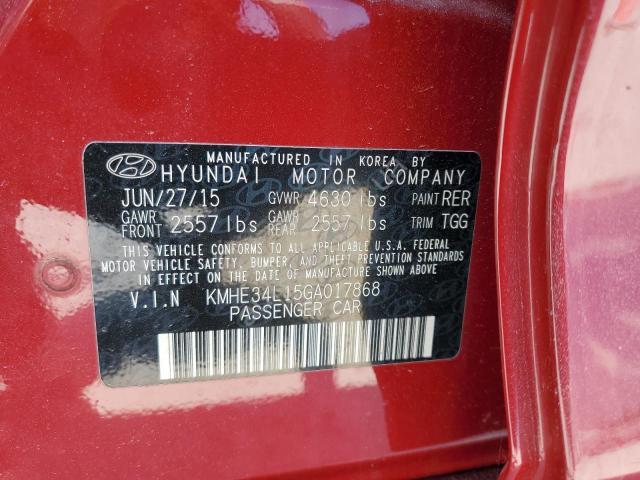 MANUFACTURED IN KOREA BY
HYUNDAI MOTOR COMPANY
JUN/27/15 GVWR 4630 lbs PAINT RER
GAWR FRONT 2557 lbs GAWR REAR 2557 lbs TRIM TGG
THIS VEHICLE CONFORMS TO ALL APPLICABLE U.S.A. FEDERAL
MOTOR VEHICLE SAFETY, BUMPER, AND THEFT PREVENTION STANDARDS
IN EFFECT ON THE DATE OF MANUFACTURE SHOWN ABOVE.
V.I.N KMHE34L15GA017868
PASSENGER CAR